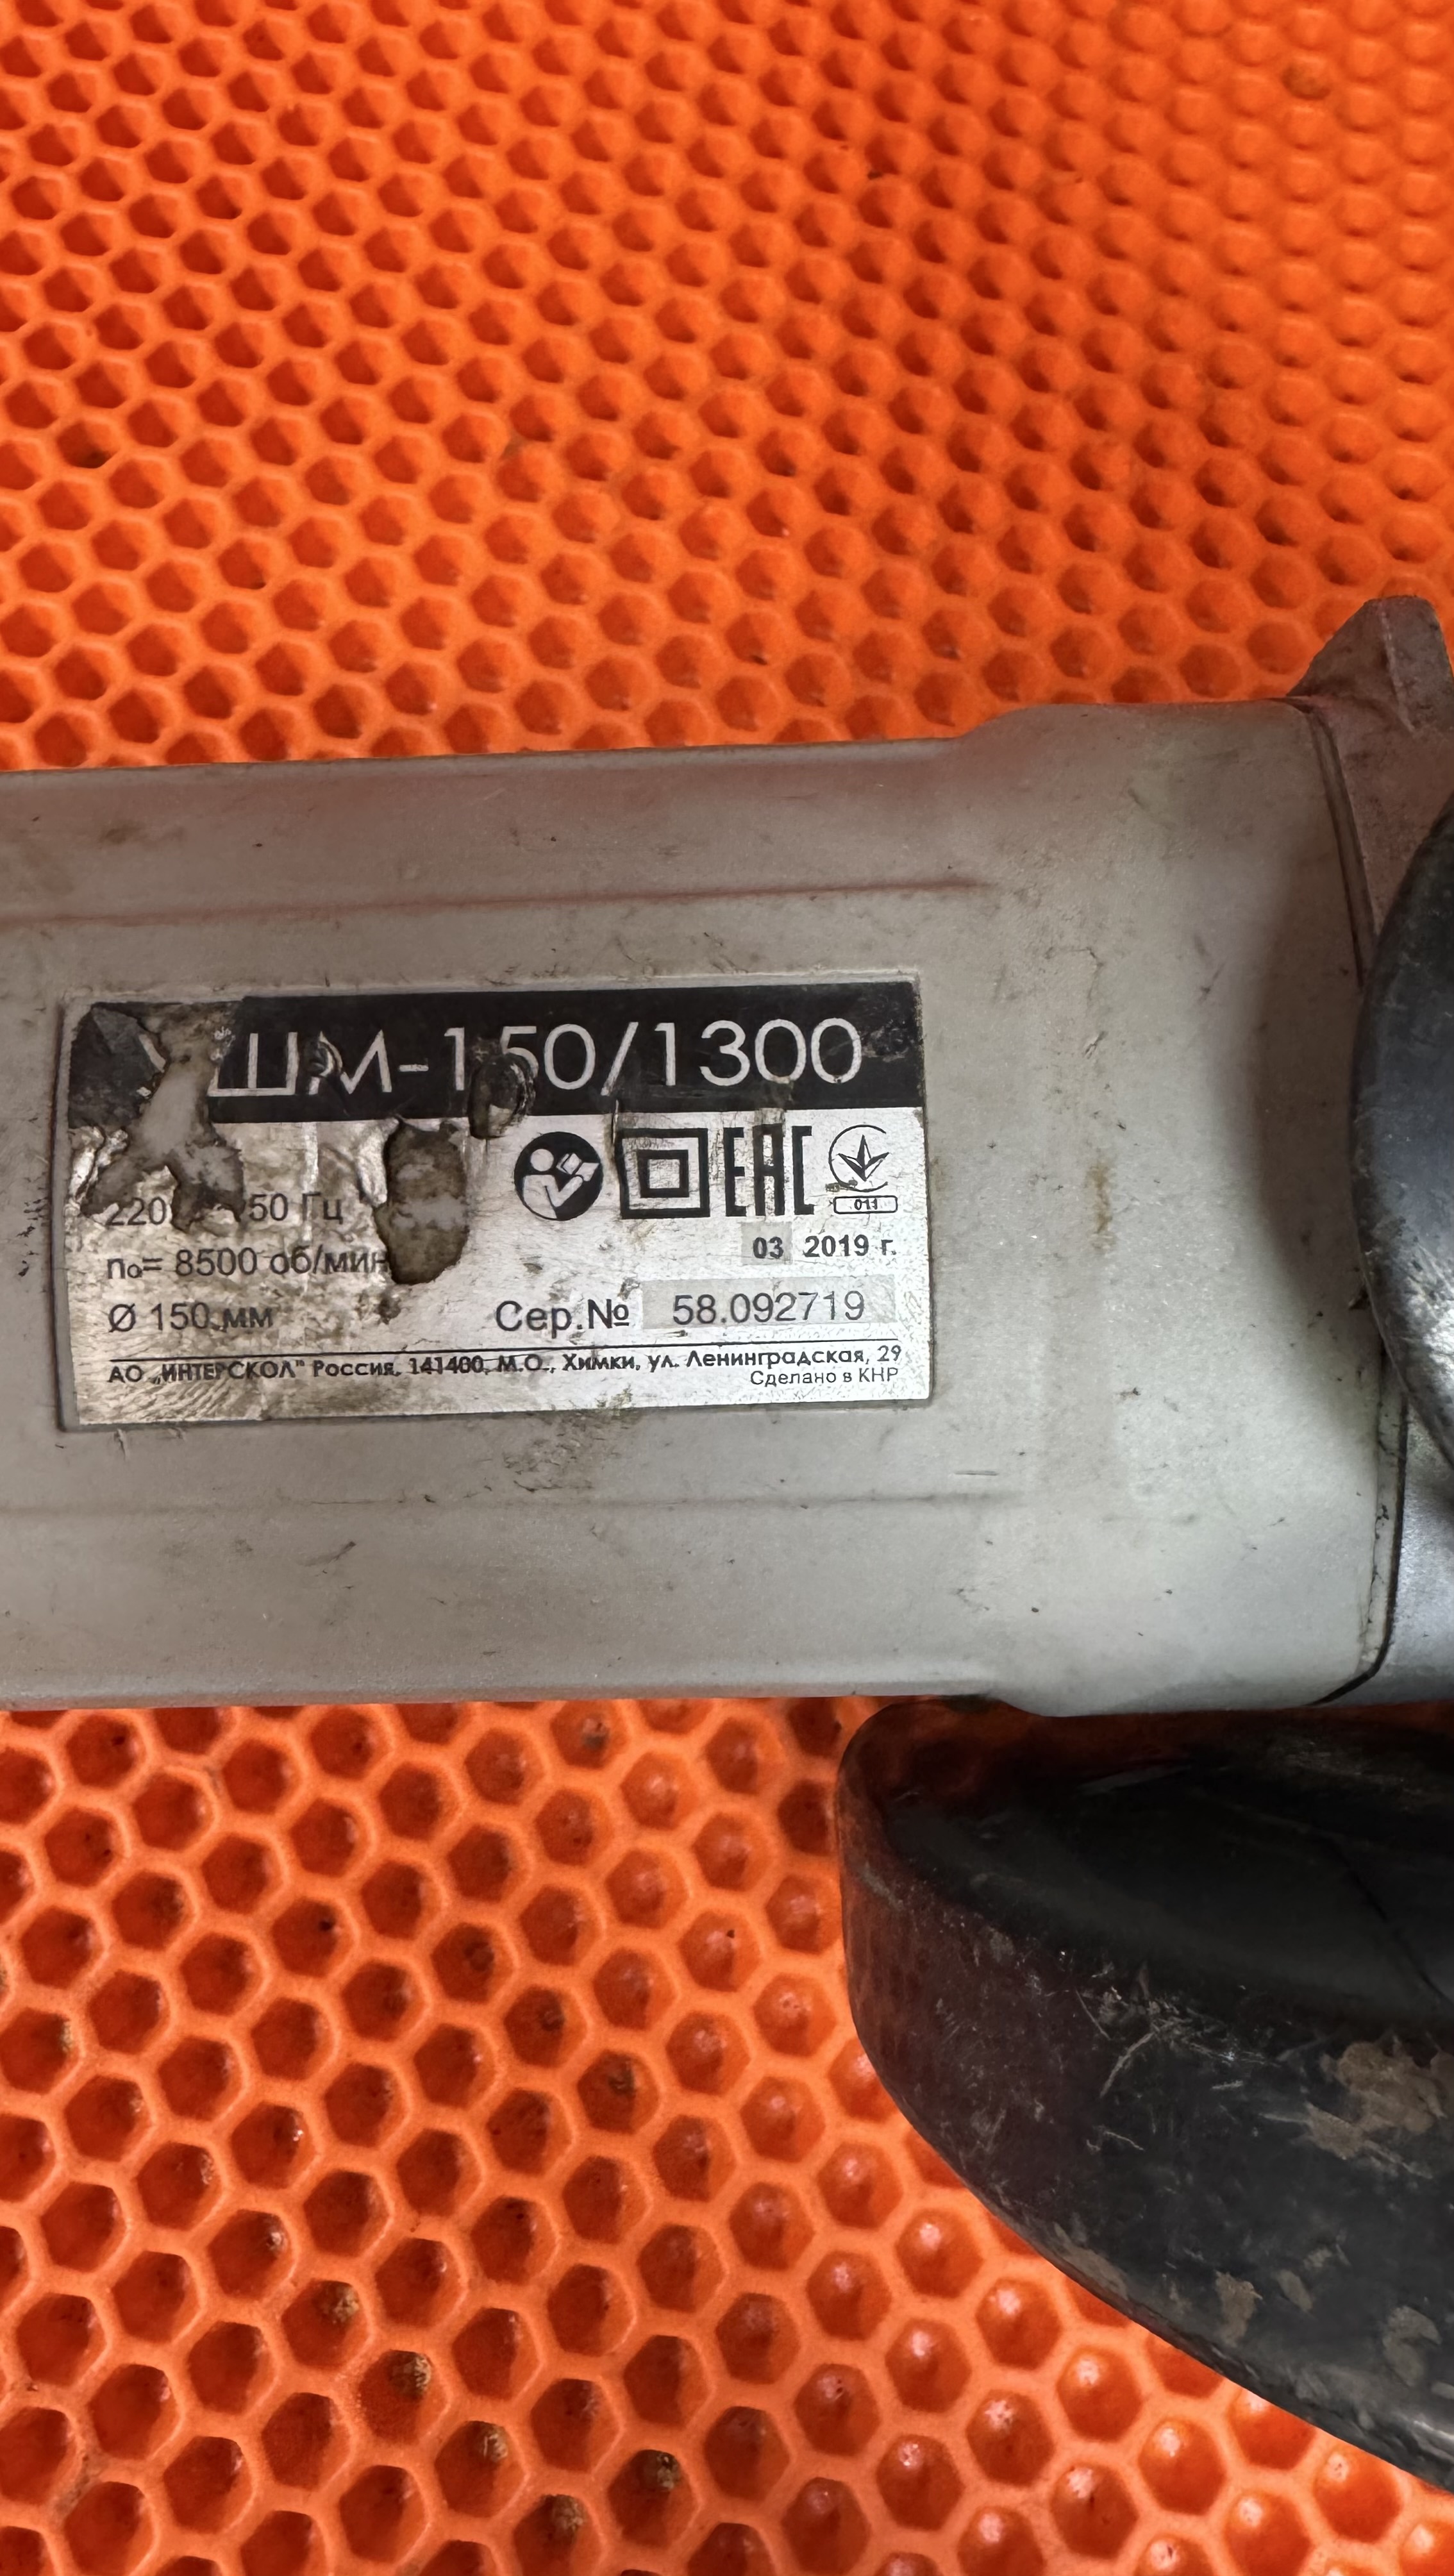 ШМ-150/1300
EAC
011
220 50 Гц
03 2019 г.
n₀= 8500 об/мин
Ø 150 мм
Сер.№ 58.092719
АО „ИНТЕРСКОЛ" Россия, 141400, М.О., Химки, ул. Ленинградская, 29
Сделано в КНР